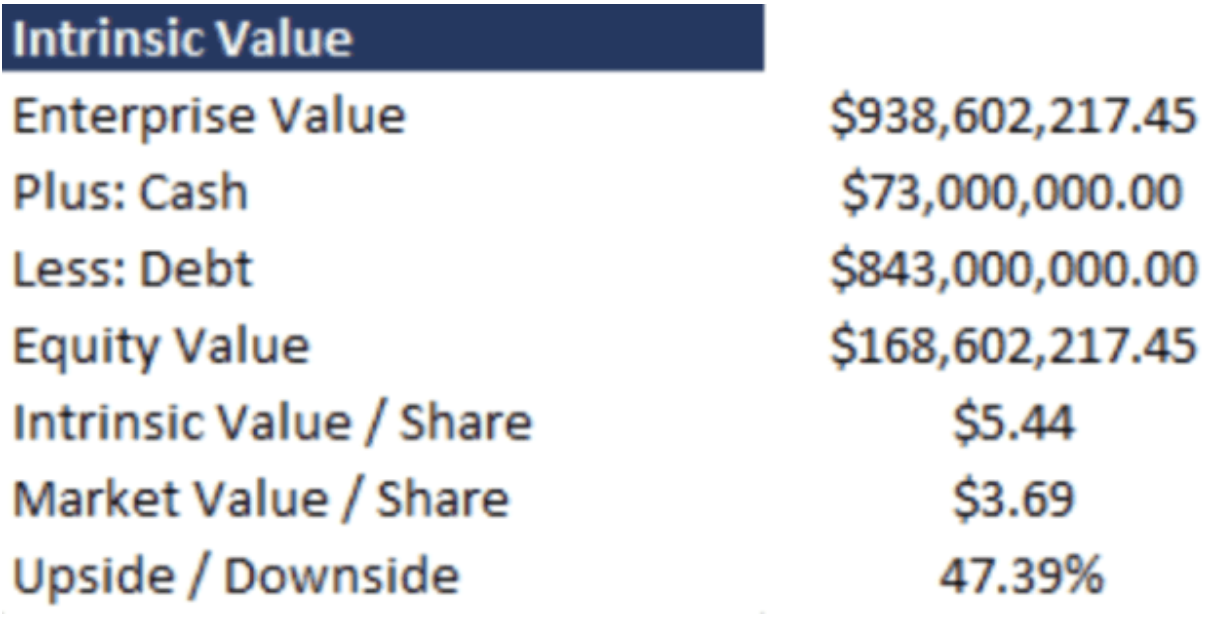 Intrinsic Value
Enterprise Value $938,602,217.45
Plus: Cash $73,000,000.00
Less: Debt $843,000,000.00
Equity Value $168,602,217.45
Intrinsic Value / Share $5.44
Market Value / Share $3.69
Upside / Downside 47.39%